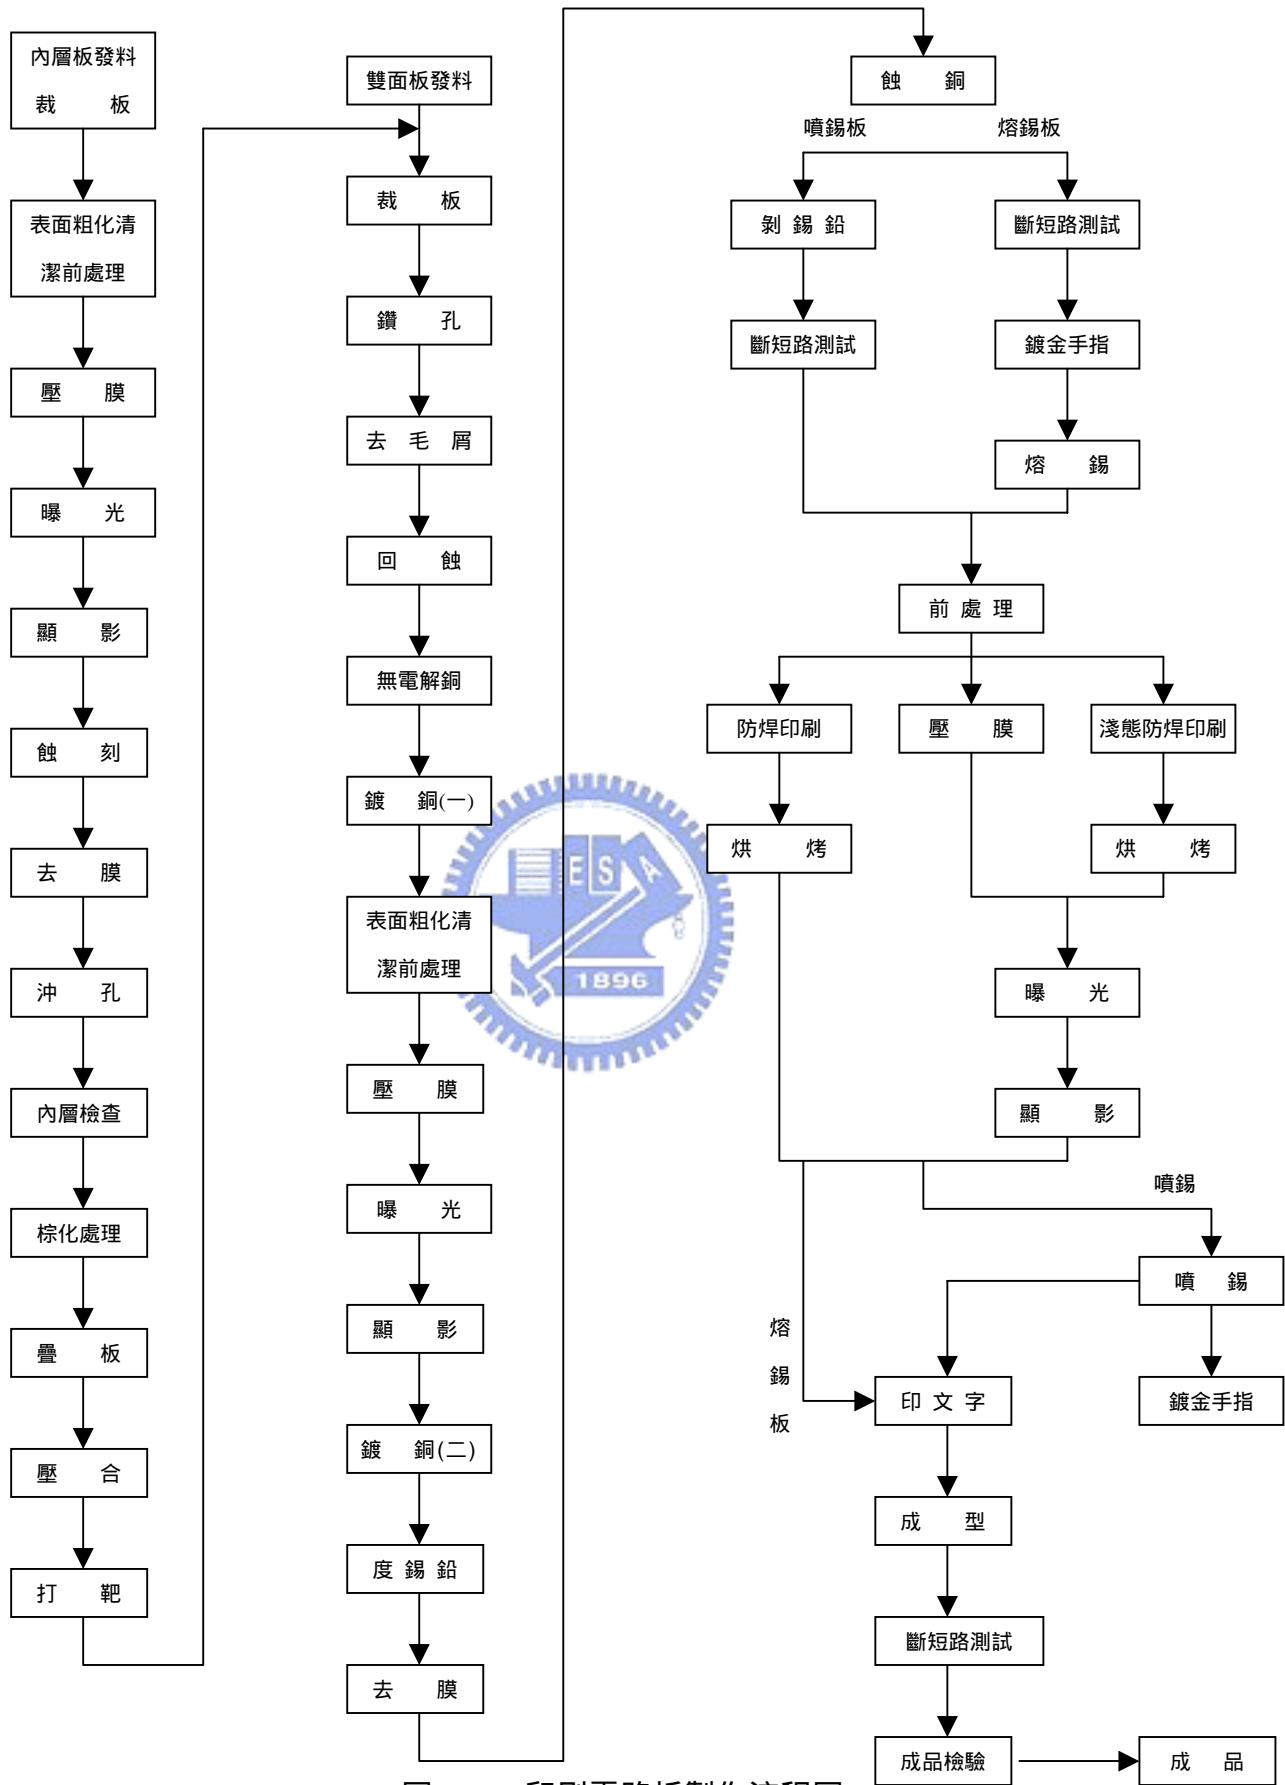 內層板發料
裁 板
表面粗化清
潔前處理
壓 膜
曝 光
顯 影
蝕 刻
去 膜
沖 孔
內層檢查
棕化處理
疊 板
壓 合
打 靶
雙面板發料
裁 板
鑽 孔
去 毛 屑
回 蝕
無電解銅
鍍 銅(一)
表面粗化清
潔前處理
壓 膜
曝 光
顯 影
鍍 銅(二)
度 錫 鉛
去 膜
蝕 銅
噴錫板 熔錫板
剝 錫 鉛
斷短路測試
斷短路測試
鍍金手指
熔 錫
前 處 理
防焊印刷
壓 膜
淺態防焊印刷
烘 烤
烘 烤
曝 光
顯 影
噴錫
噴 錫
熔
錫
板
印 文 字
鍍金手指
成 型
斷短路測試
成品檢驗
成 品
E S A
1896